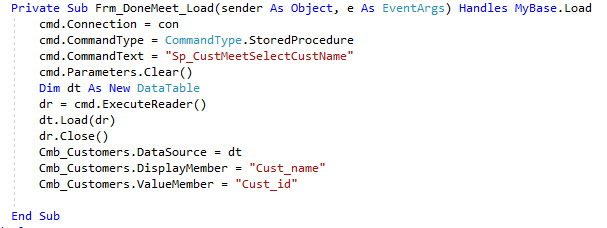 Private Sub Frm_DoneMeet_Load(sender As Object, e As EventArgs) Handles MyBase.Load
cmd.Connection = con
cmd.CommandType = CommandType.StoredProcedure
cmd.CommandText = "Sp_CustMeetSelectCustName"
cmd.Parameters.Clear()
Dim dt As New DataTable
dr = cmd.ExecuteReader()
dt.Load(dr)
dr.Close()
Cmb_Customers.DataSource = dt
Cmb_Customers.DisplayMember = "Cust_name"
Cmb_Customers.ValueMember = "Cust_id"
End Sub